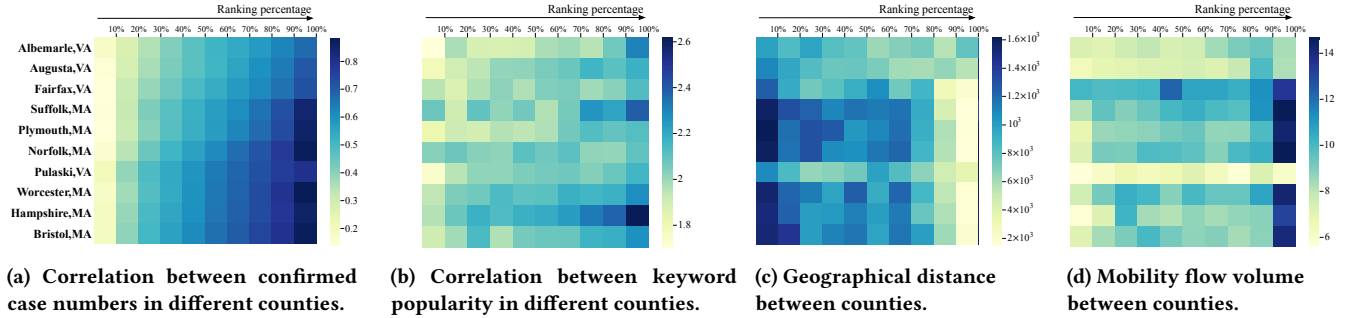 Ranking percentage
10% 20% 30% 40% 50% 60% 70% 80% 90% 100%
Albemarle,VA
Augusta,VA
Fairfax,VA
Suffolk,MA
Plymouth,MA
Norfolk,MA
Pulaski,VA
Worcester,MA
Hampshire,MA
Bristol,MA
0.8
0.7
0.6
-0.5
0.4
-0.3
0.2
(a) Correlation between confirmed
case numbers in different counties.
Ranking percentage
10% 20% 30% 40% 50% 60% 70% 80% 90% 100%
2.6
2.4
2.2
2
1.8
(b) Correlation between keyword
popularity in different counties.
Ranking percentage
10% 20% 30% 40% 50% 60% 70% 80% 90% 100%
1.6×10³
1.4×10³
1.2×10³
10³
8×10²
6×10²
4×10²
2×10²
(c) Geographical distance
between counties.
Ranking percentage
10% 20% 30% 40% 50% 60% 70% 80% 90% 100%
14
12
10
8
6
(d) Mobility flow volume
between counties.